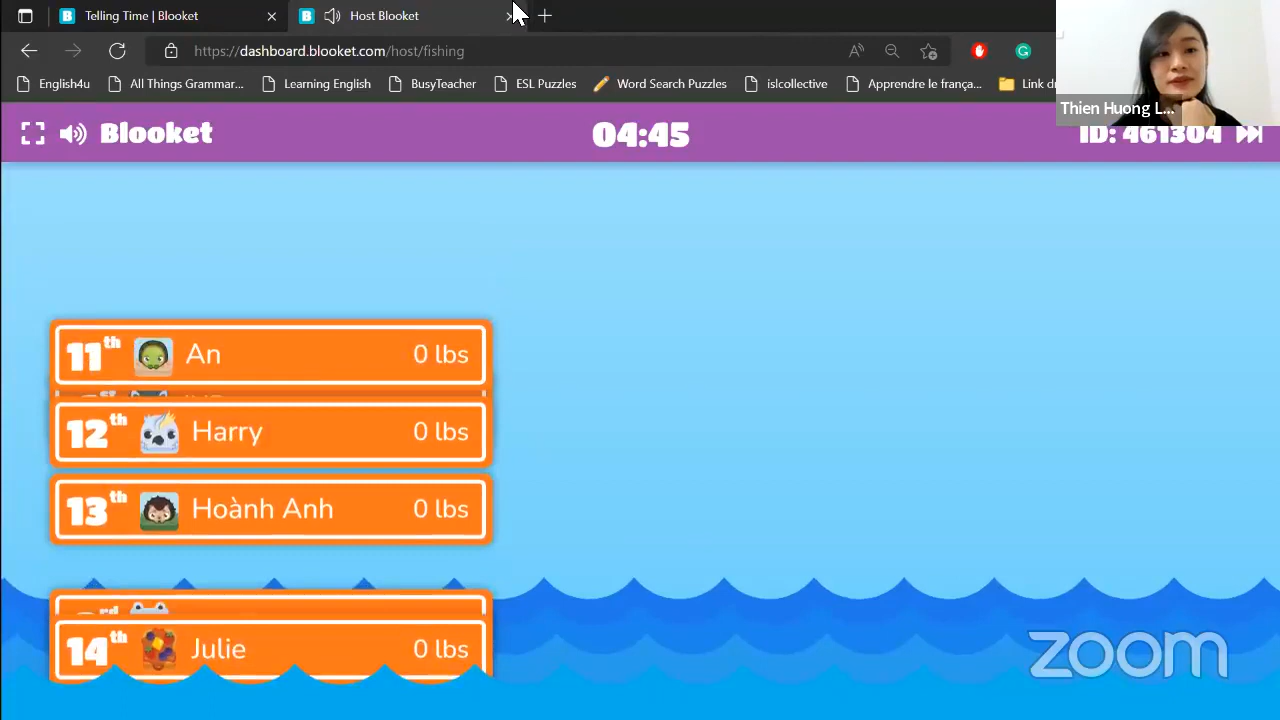 Telling Time | Blooket
Host Blooket
https://dashboard.blooket.com/host/fishing
English4u
All Things Grammar...
Learning English
BusyTeacher
ESL Puzzles
Word Search Puzzles
islcollective
Apprendre le frança...
Thien Huong L...
Blooket
04:45
ID: 461304
11th An 0 lbs
12th Harry 0 lbs
13th Hoành Anh 0 lbs
14th Julie 0 lbs
zoom